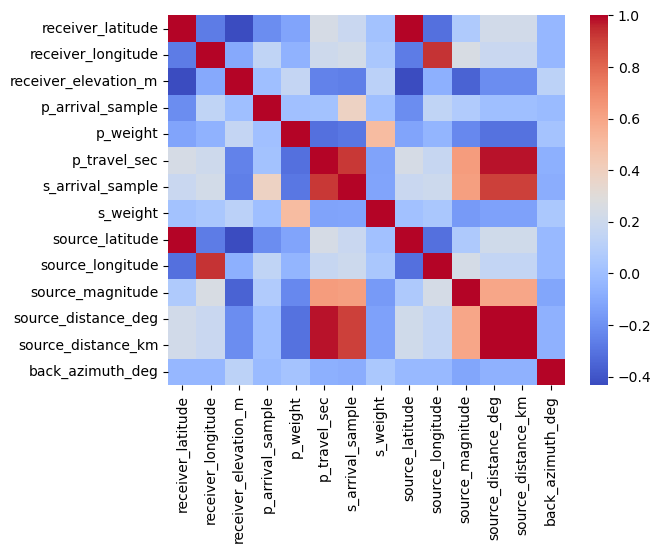 receiver_latitude
receiver_longitude
receiver_elevation_m
p_arrival_sample
p_weight
p_travel_sec
s_arrival_sample
s_weight
source_latitude
source_longitude
source_magnitude
source_distance_deg
source_distance_km
back_azimuth_deg
receiver_latitude
receiver_longitude
receiver_elevation_m
p_arrival_sample
p_weight
p_travel_sec
s_arrival_sample
s_weight
source_latitude
source_longitude
source_magnitude
source_distance_deg
source_distance_km
back_azimuth_deg
1.0
0.8
0.6
0.4
0.2
0.0
−0.2
−0.4